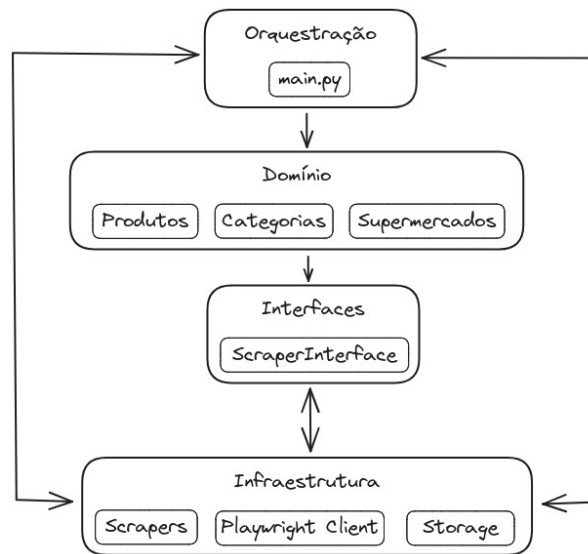 Orquestração
main.py
Domínio
Produtos Categorias Supermercados
Interfaces
ScraperInterface
Infraestrutura
Scrapers Playwright Client Storage